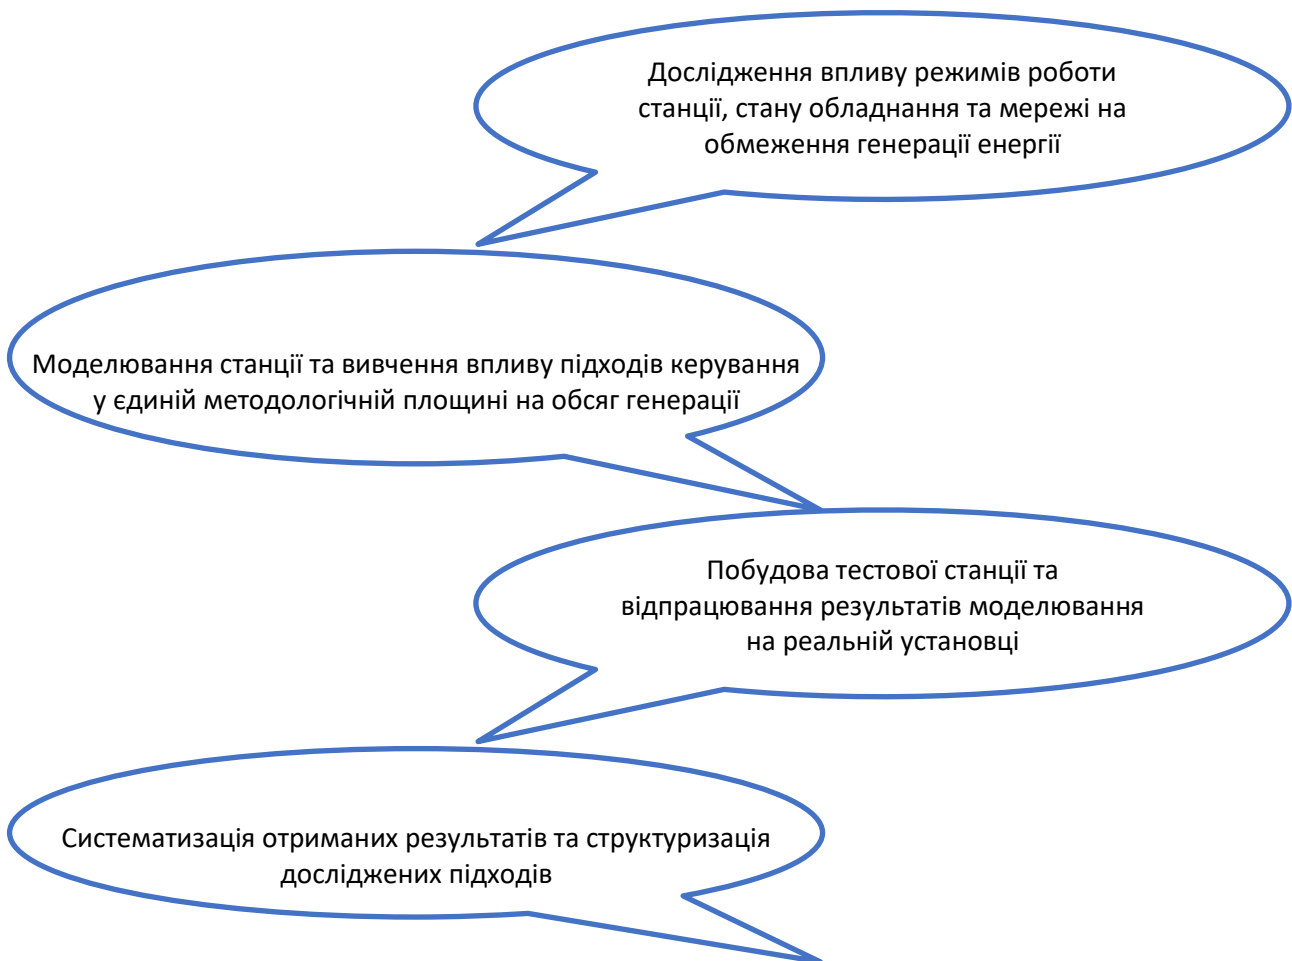 Дослідження впливу режимів роботи
станції, стану обладнання та мережі на
обмеження генерації енергії
Моделювання станції та вивчення впливу підходів керування
у єдиній методологічній площині на обсяг генерації
Побудова тестової станції та
відпрацювання результатів моделювання
на реальній установці
Систематизація отриманих результатів та структуризація
досліджених підходів